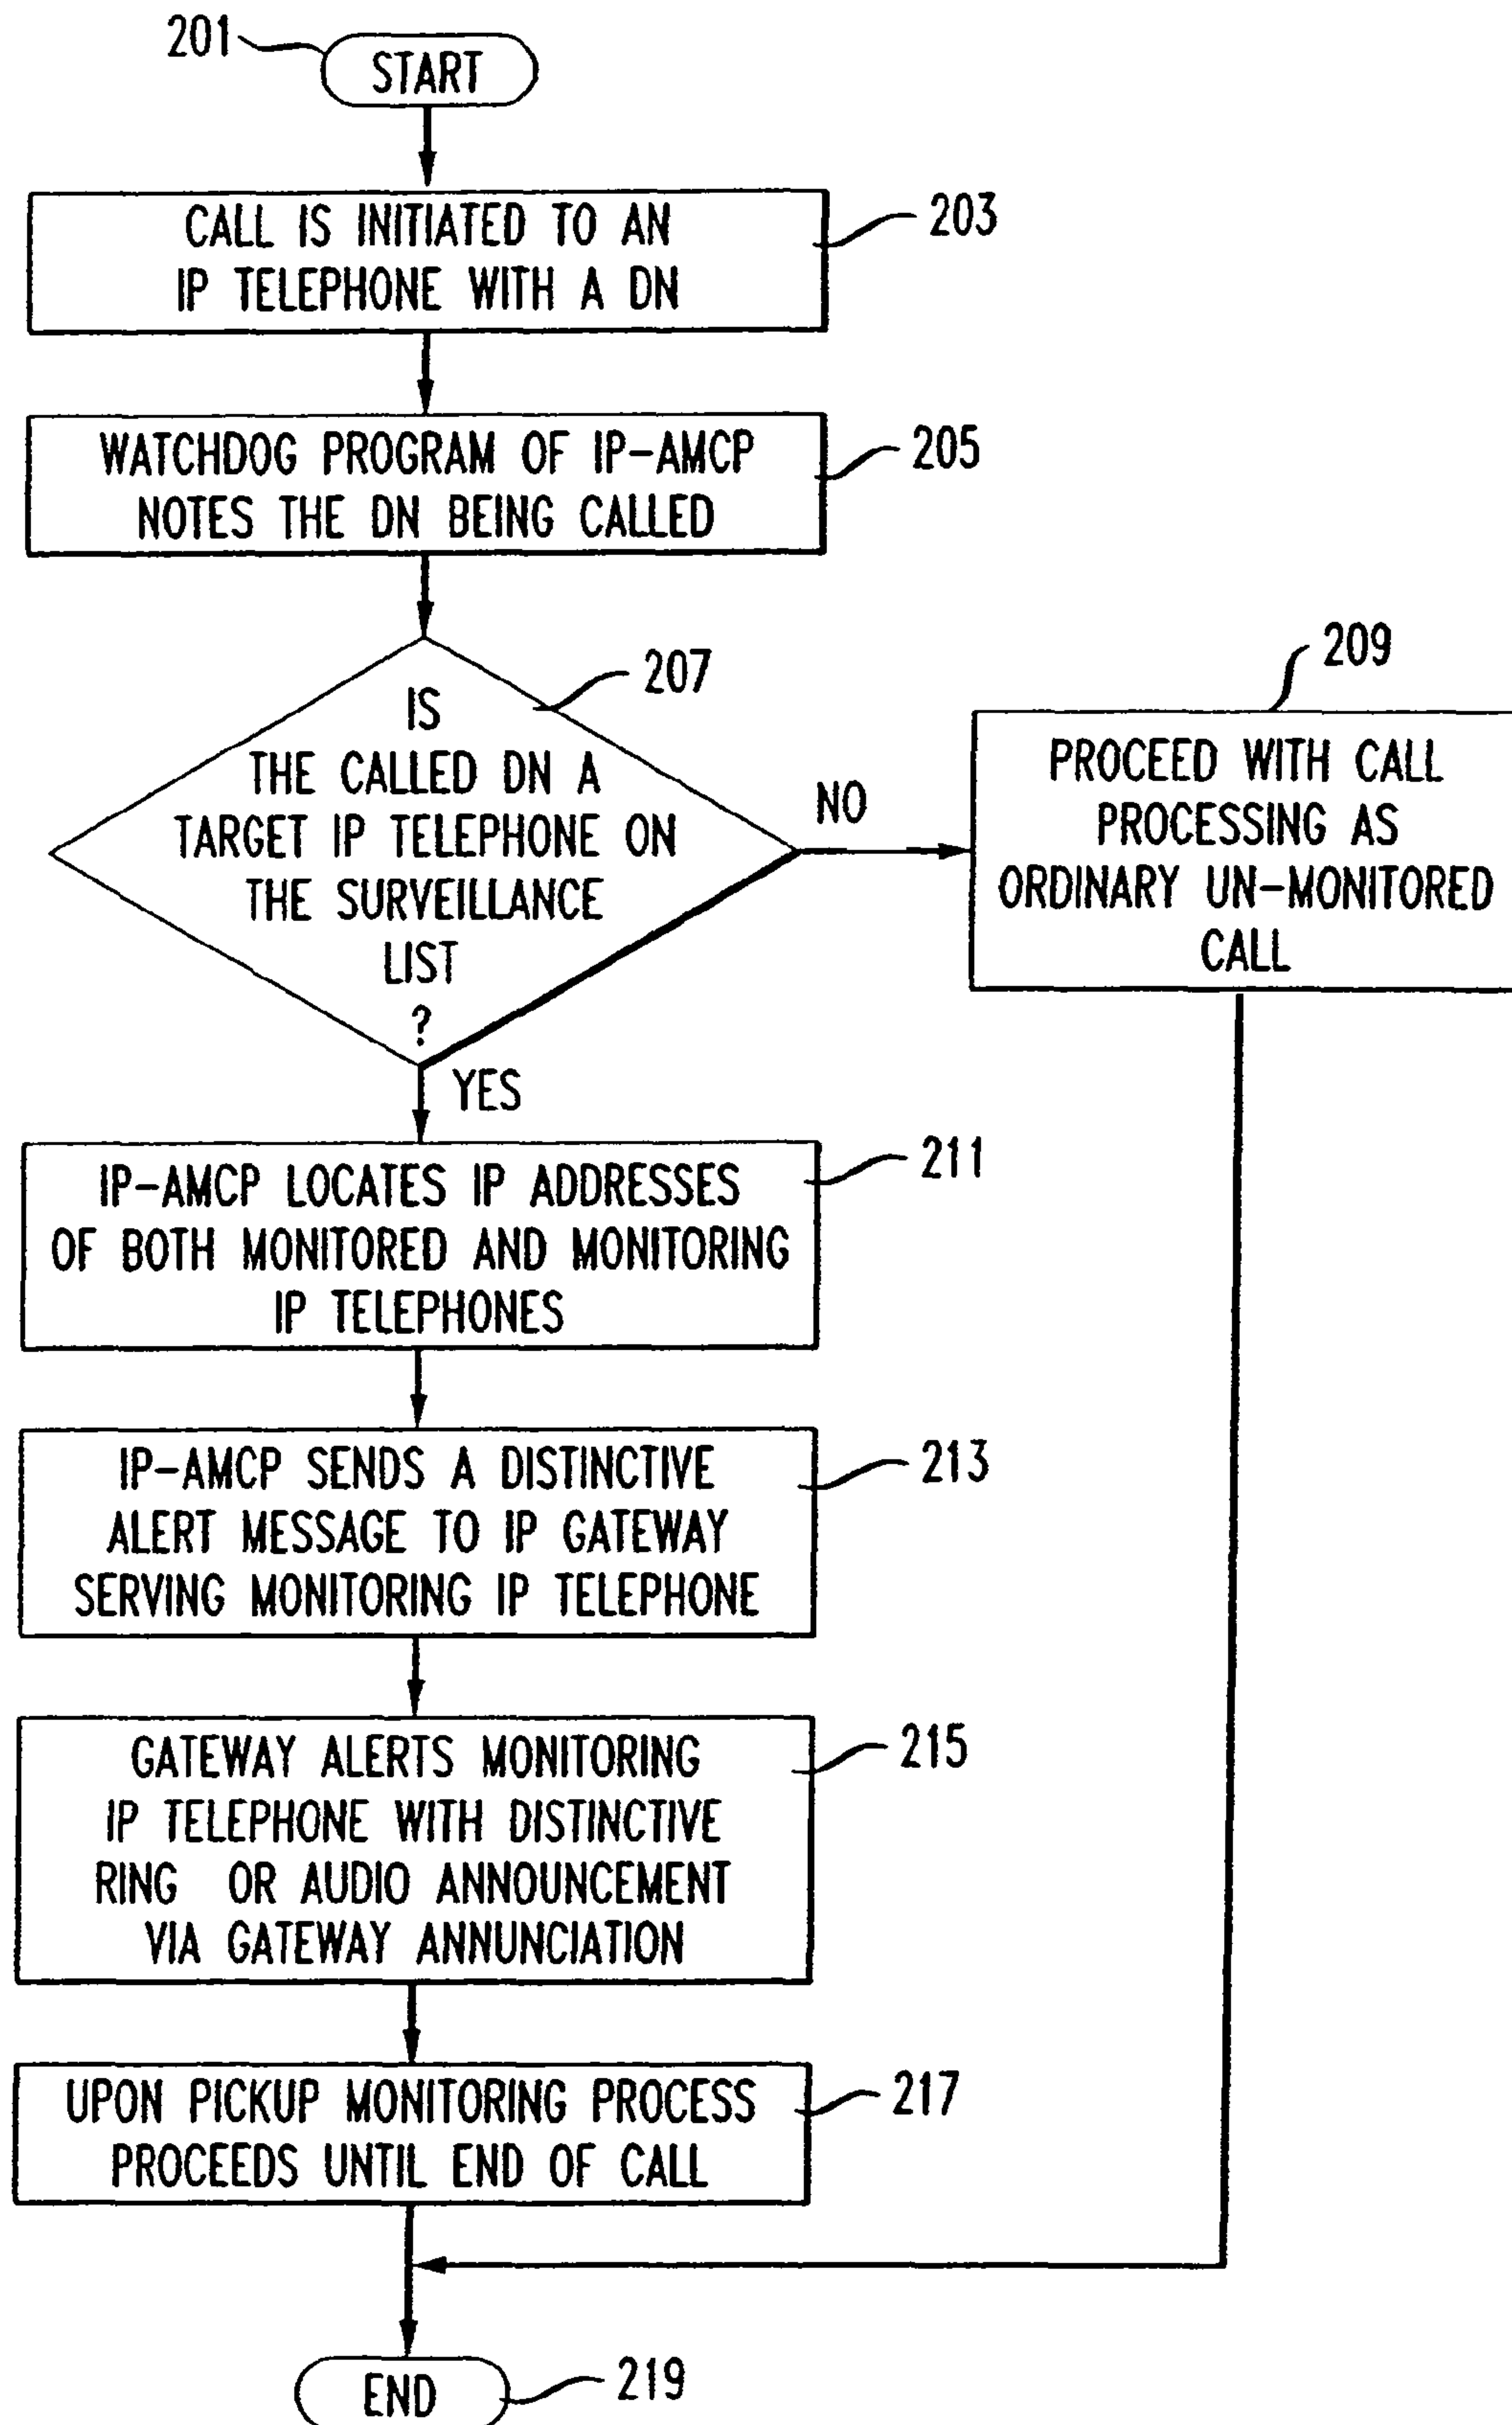 201
START
CALL IS INITIATED TO AN
IP TELEPHONE WITH A DN
203
WATCHDOG PROGRAM OF IP-AMCP
NOTES THE DN BEING CALLED
205
IS
THE CALLED DN A
TARGET IP TELEPHONE ON
THE SURVEILLANCE
LIST
?
207
NO
209
PROCEED WITH CALL
PROCESSING AS
ORDINARY UN-MONITORED
CALL
YES
IP-AMCP LOCATES IP ADDRESSES
OF BOTH MONITORED AND MONITORING
IP TELEPHONES
211
IP-AMCP SENDS A DISTINCTIVE
ALERT MESSAGE TO IP GATEWAY
SERVING MONITORING IP TELEPHONE
213
GATEWAY ALERTS MONITORING
IP TELEPHONE WITH DISTINCTIVE
RING OR AUDIO ANNOUNCEMENT
VIA GATEWAY ANNUNCIATION
215
UPON PICKUP MONITORING PROCESS
PROCEEDS UNTIL END OF CALL
217
END
219